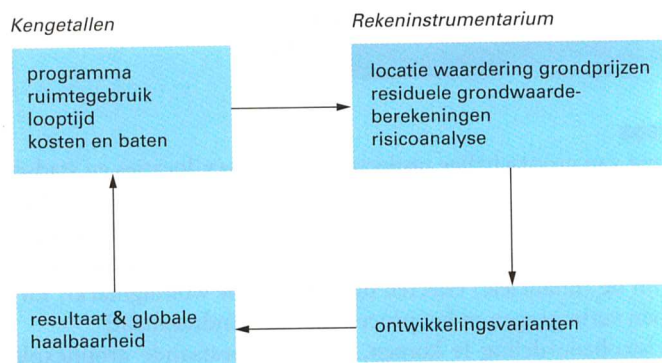 Kengetallen
Rekeninstrumentarium
programma
ruimtegebruik
looptijd
kosten en baten
locatie waardering grondprijzen
residuele grondwaarde-
berekeningen
risicoanalyse
resultaat & globale
haalbaarheid
ontwikkelingsvarianten